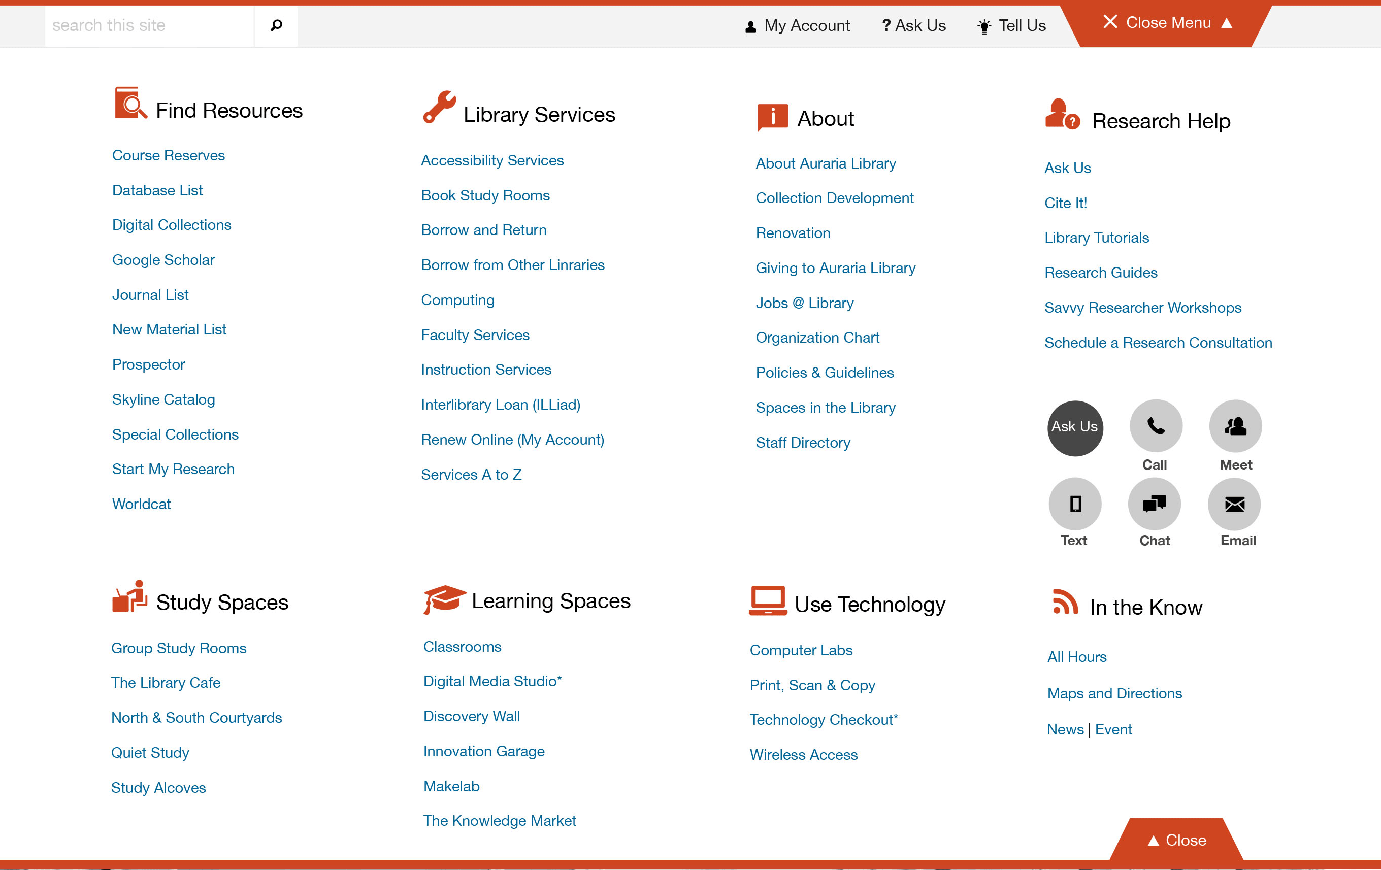 search this site
My Account
? Ask Us
Tell Us
Close Menu
Find Resources
Course Reserves
Database List
Digital Collections
Google Scholar
Journal List
New Material List
Prospector
Skyline Catalog
Special Collections
Start My Research
Worldcat
Library Services
Accessibility Services
Book Study Rooms
Borrow and Return
Borrow from Other Linraries
Computing
Faculty Services
Instruction Services
Interlibrary Loan (ILLiad)
Renew Online (My Account)
Services A to Z
About
About Auraria Library
Collection Development
Renovation
Giving to Auraria Library
Jobs @ Library
Organization Chart
Policies & Guidelines
Spaces in the Library
Staff Directory
Research Help
Ask Us
Cite It!
Library Tutorials
Research Guides
Savvy Researcher Workshops
Schedule a Research Consultation
Ask Us
Call
Meet
Text
Chat
Email
Study Spaces
Group Study Rooms
The Library Cafe
North & South Courtyards
Quiet Study
Study Alcoves
Learning Spaces
Classrooms
Digital Media Studio*
Discovery Wall
Innovation Garage
Makelab
The Knowledge Market
Use Technology
Computer Labs
Print, Scan & Copy
Technology Checkout*
Wireless Access
In the Know
All Hours
Maps and Directions
News | Event
Close